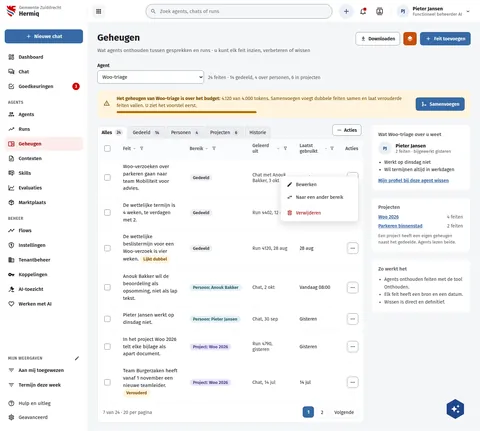 Gemeente Zuiddrecht
Hermiq
Zoek agents, chats of runs
Pieter Jansen
Functioneel beheerder AI
+ Nieuwe chat
Dashboard
Chat
Goedkeuringen
AGENTS
Agents
Runs
Geheugen
Contexten
Skills
Evaluaties
Marktplaats
BEHEER
Flows
Instellingen
Tenantbeheer
Koppelingen
AI-toezicht
Werken met AI
MIJN WEERGAVEN
Aan mij toegewezen
Termijn deze week
Hulp en uitleg
Geavanceerd
Geheugen
Wat agents onthouden tussen gesprekken en runs - u kunt elk feit inzien, verbeteren of wissen
Downloaden
+ Feit toevoegen
Agent
Woo-triage
24 feiten - 14 gedeeld, 4 over personen, 6 in projecten
Het geheugen van Woo-triage is over het budget: 4.120 van 4.000 tokens. Samenvoegen voegt dubbele feiten samen en laat verouderde feiten vallen. U ziet het voorstel eerst.
Samenvoegen
Alles 24
Gedeeld 14
Personen 4
Projecten 6
Historie
Acties
Feit
Bereik
Geleerd uit
Laatst gebruikt
Acties
Woo-verzoeken over parkeren gaan naar team Mobiliteit voor advies.
Gedeeld
Chat met Anouk Bakker, 3 okt
De wettelijke termijn is 4 weken, te verdagen met 2.
Gedeeld
Run 4402, 12
Bewerken
Naar een ander bereik
Verwijderen
De wettelijke beslistermijn voor een Woo-verzoek is vier weken.
Lijkt dubbel
Gedeeld
Run 4120, 28 aug
28 aug
Anouk Bakker wil de beoordeling als opsomming, niet als lap tekst.
Persoon: Anouk Bakker
Chat, 2 okt
Vandaag 08:00
Pieter Jansen werkt op dinsdag niet.
Persoon: Pieter Jansen
Chat, 30 sep
Gisteren
In het project Woo 2026 telt elke bijlage als apart document.
Project: Woo 2026
Run 4790, gisteren
Gisteren
Team Burgerzaken heeft vanaf 1 november een nieuwe teamleider.
Verouderd
Gedeeld
Chat, 14 jul
14 jul
7 van 24 - 20 per pagina
1
2
Volgende
Wat Woo-triage over u weet
Pieter Jansen
2 feiten - bijgewerkt gisteren
Werkt op dinsdag niet
Wil termijnen altijd in werkdagen
Mijn profiel bij deze agent wissen
Projecten
Woo 2026
4 feiten
Parkeren binnenstad
2 feiten
Een project heeft een eigen geheugen naast het gedeelde. Agents lezen beide.
Zo werkt het
Agents onthouden feiten met de tool Onthouden.
Elk feit heeft een bron en een datum.
Wissen is direct en definitief.